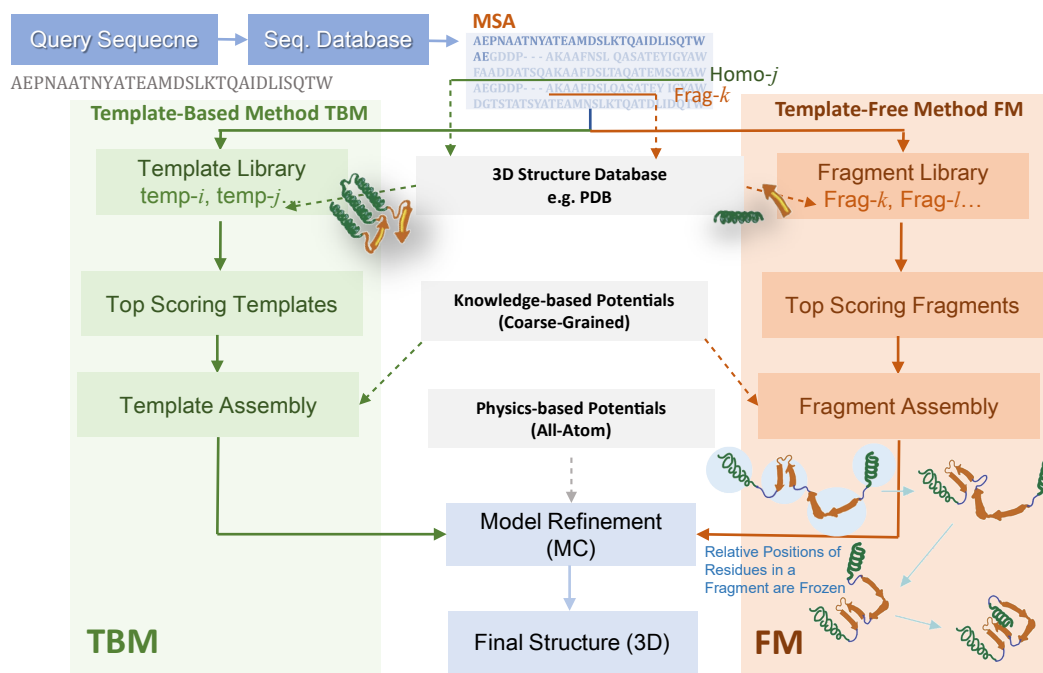 MSA
Query Sequecne
Seq. Database
AEPNAATNYATEAMDSLKTQAIDLISQTW
AEGDDP- - - AKAAFNSL QASATEYIGYAW
FAADDATSQAKAAFDSLTAQATEMSGYAW
AEGDDP- - - AKAAFDSLQASATEY IGYAW
DGTSTATSYATEAMNSLKTQATDLIDQTW
AEPNAATNYATEAMDSLKTQAIDLISQTW
Homo-j
Frag-k
Template-Based Method TBM
Template-Free Method FM
Template Library
temp-i, temp-j...
3D Structure Database
e.g. PDB
Fragment Library
Frag-k, Frag-l...
Top Scoring Templates
Knowledge-based Potentials
(Coarse-Grained)
Top Scoring Fragments
Template Assembly
Physics-based Potentials
(All-Atom)
Fragment Assembly
Model Refinement
(MC)
Relative Positions of
Residues in a
Fragment are Frozen
Final Structure (3D)
TBM
FM